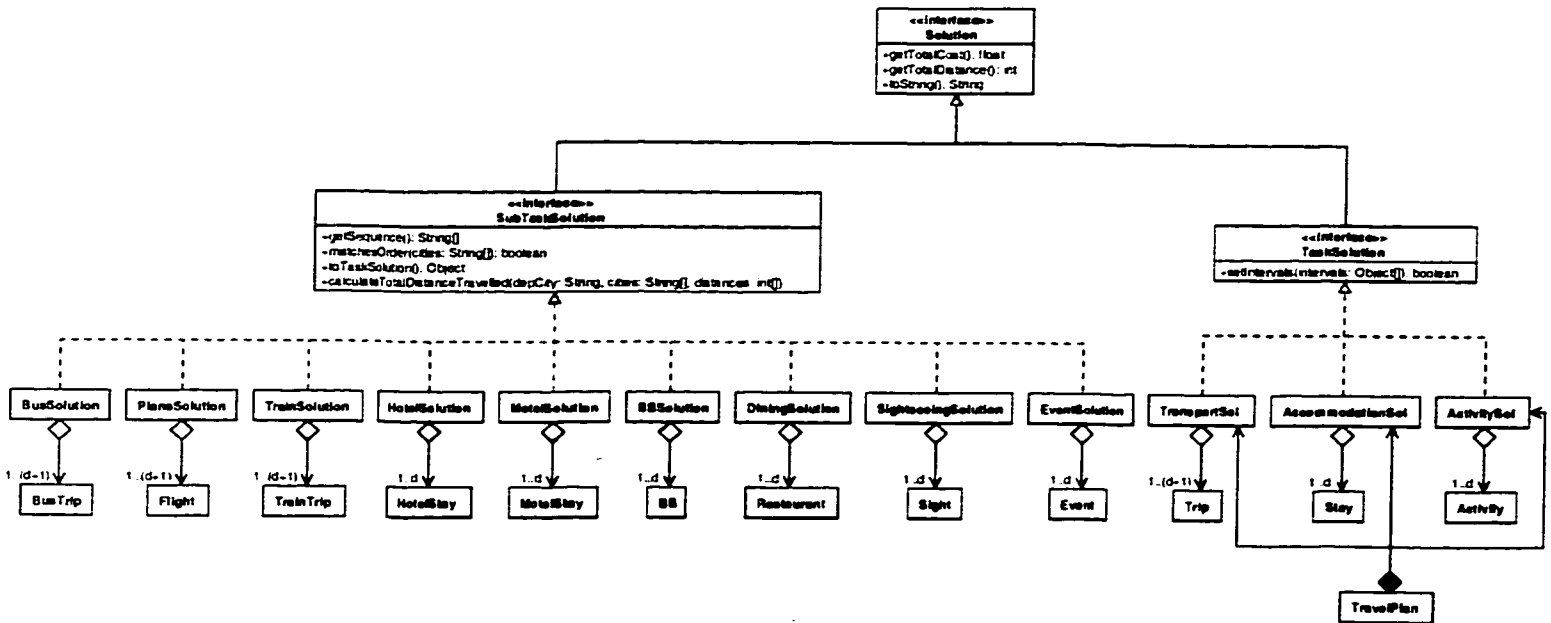 <<interface>>
Solution
+getTotalCost(): float
+getTotalDistance(): int
+toString(): String
<<interface>>
SubTaskSolution
+getSequence(): String[]
+matchesOrder(cities: String[]): boolean
+toTaskSolution(): Object
+calculateTotalDistanceTravelled(depCity: String, cities: String[], distances: int[])
<<interface>>
TaskSolution
+setIntervals(intervals: Object[]): boolean
BusSolution
PlaneSolution
TrainSolution
HotelSolution
MotelSolution
BBSolution
DiningSolution
SightseeingSolution
EventSolution
TransportSol
AccommodationSol
ActivitySol
1..(d+1)
1..(d+1)
1..(d+1)
1..d
1..d
1..d
1..d
1..d
1..d
1..(d+1)
1..d
1..d
BusTrip
Flight
TrainTrip
HotelStay
MotelStay
BB
Restaurant
Sight
Event
Trip
Stay
Activity
TravelPlan